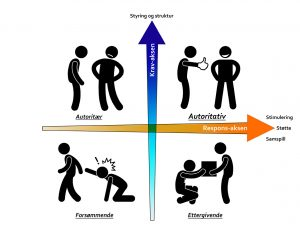 Styring og struktur
Krav-aksen
Autoritær
Autoritativ
Stimulering
Respons-aksen
Støtte
Samspill
Forsømmende
Ettergivende